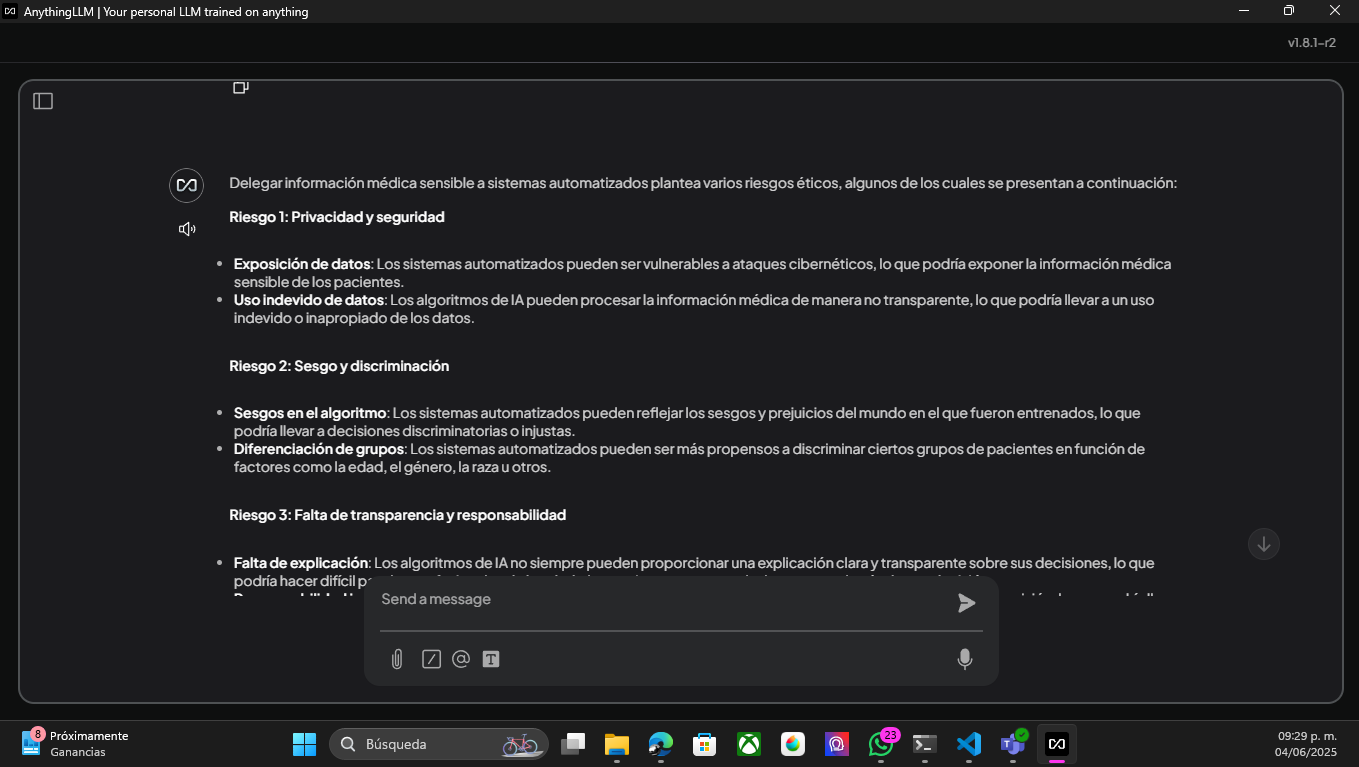 AnythingLLM | Your personal LLM trained on anything
v1.8.1-r2
Delegar información médica sensible a sistemas automatizados plantea varios riesgos éticos, algunos de los cuales se presentan a continuación:
Riesgo 1: Privacidad y seguridad
Exposición de datos: Los sistemas automatizados pueden ser vulnerables a ataques cibernéticos, lo que podría exponer la información médica
sensible de los pacientes.
Uso indevido de datos: Los algoritmos de IA pueden procesar la información médica de manera no transparente, lo que podría llevar a un uso
indevido o inapropiado de los datos.
Riesgo 2: Sesgo y discriminación
Sesgos en el algoritmo: Los sistemas automatizados pueden reflejar los sesgos y prejuicios del mundo en el que fueron entrenados, lo que
podría llevar a decisiones discriminatorias o injustas.
Diferenciación de grupos: Los sistemas automatizados pueden ser más propensos a discriminar ciertos grupos de pacientes en función de
factores como la edad, el género, la raza u otros.
Riesgo 3: Falta de transparencia y responsabilidad
Falta de explicación: Los algoritmos de IA no siempre pueden proporcionar una explicación clara y transparente sobre sus decisiones, lo que
podría hacer difícil
Send a message
8
Próximamente
Ganancias
Búsqueda
23
09:29 p. m.
04/06/2025